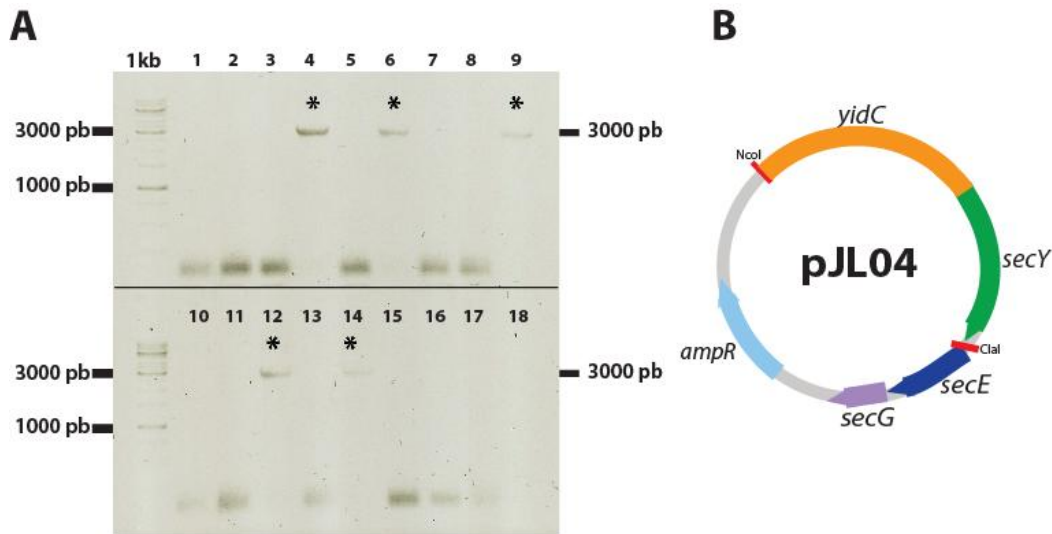 A
1kb 1 2 3 4 5 6 7 8 9
* * *
3000 pb 3000 pb
1000 pb
10 11 12 13 14 15 16 17 18
* *
3000 pb 3000 pb
1000 pb
B
yidC
NcoI
pJL04
secY
ClaI
ampR
secE
secG